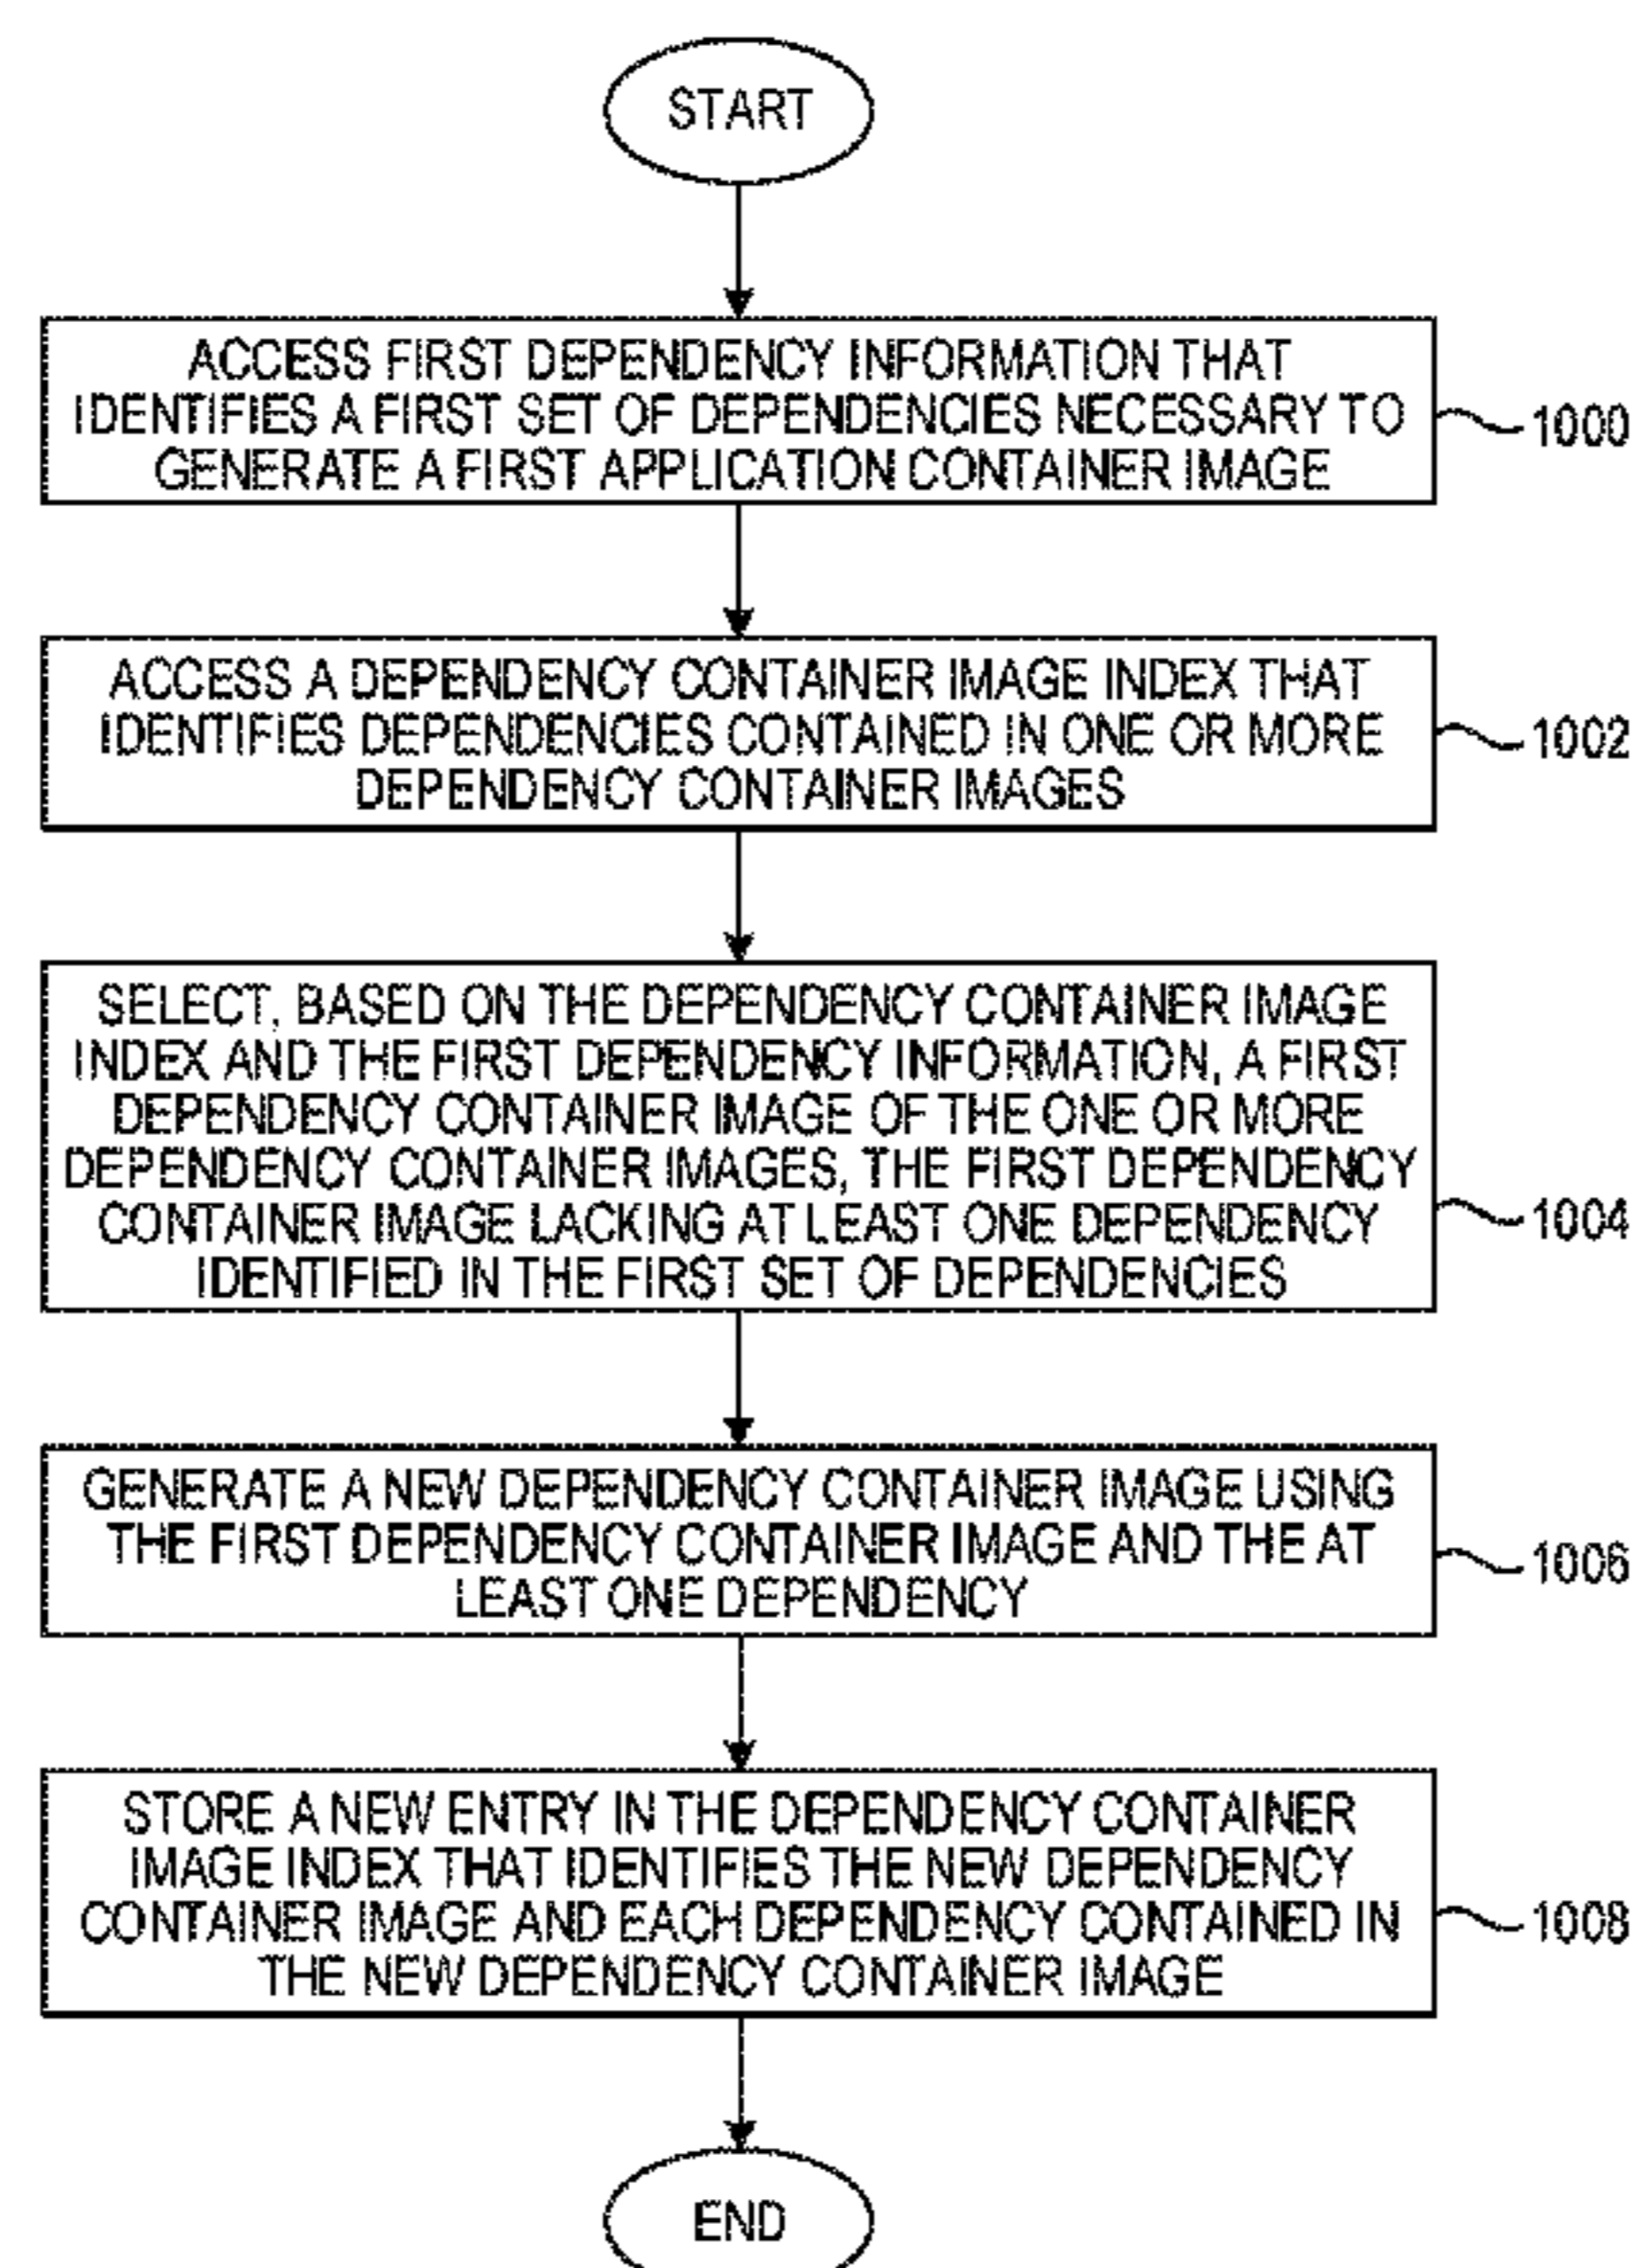 START
ACCESS FIRST DEPENDENCY INFORMATION THAT
IDENTIFIES A FIRST SET OF DEPENDENCIES NECESSARY TO
GENERATE A FIRST APPLICATION CONTAINER IMAGE
1000
ACCESS A DEPENDENCY CONTAINER IMAGE INDEX THAT
IDENTIFIES DEPENDENCIES CONTAINED IN ONE OR MORE
DEPENDENCY CONTAINER IMAGES
1002
SELECT, BASED ON THE DEPENDENCY CONTAINER IMAGE
INDEX AND THE FIRST DEPENDENCY INFORMATION, A FIRST
DEPENDENCY CONTAINER IMAGE OF THE ONE OR MORE
DEPENDENCY CONTAINER IMAGES, THE FIRST DEPENDENCY
CONTAINER IMAGE LACKING AT LEAST ONE DEPENDENCY
IDENTIFIED IN THE FIRST SET OF DEPENDENCIES
1004
GENERATE A NEW DEPENDENCY CONTAINER IMAGE USING
THE FIRST DEPENDENCY CONTAINER IMAGE AND THE AT
LEAST ONE DEPENDENCY
1006
STORE A NEW ENTRY IN THE DEPENDENCY CONTAINER
IMAGE INDEX THAT IDENTIFIES THE NEW DEPENDENCY
CONTAINER IMAGE AND EACH DEPENDENCY CONTAINED IN
THE NEW DEPENDENCY CONTAINER IMAGE
1008
END